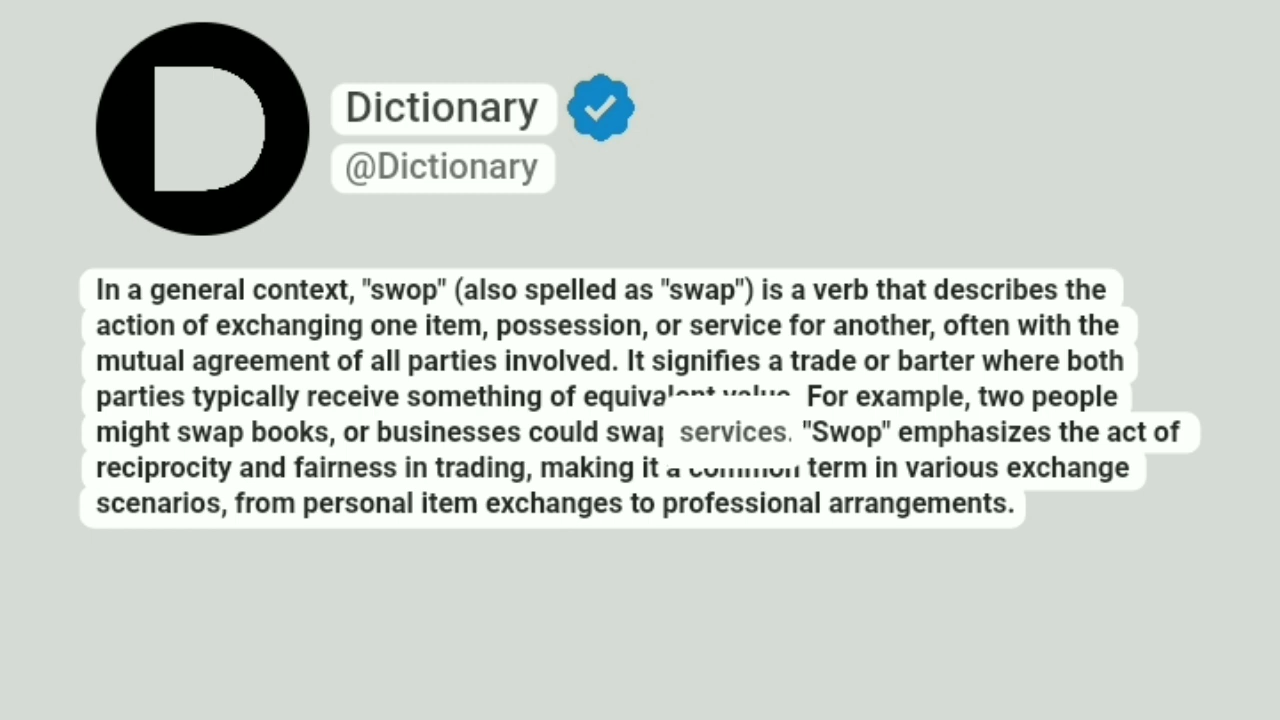 Dictionary
@Dictionary
In a general context, "swop" (also spelled as "swap") is a verb that describes the
action of exchanging one item, possession, or service for another, often with the
mutual agreement of all parties involved. It signifies a trade or barter where both
parties typically receive something of equivalent value. For example, two people
might swap books, or businesses could swap services. "Swop" emphasizes the act of
reciprocity and fairness in trading, making it a common term in various exchange
scenarios, from personal item exchanges to professional arrangements.